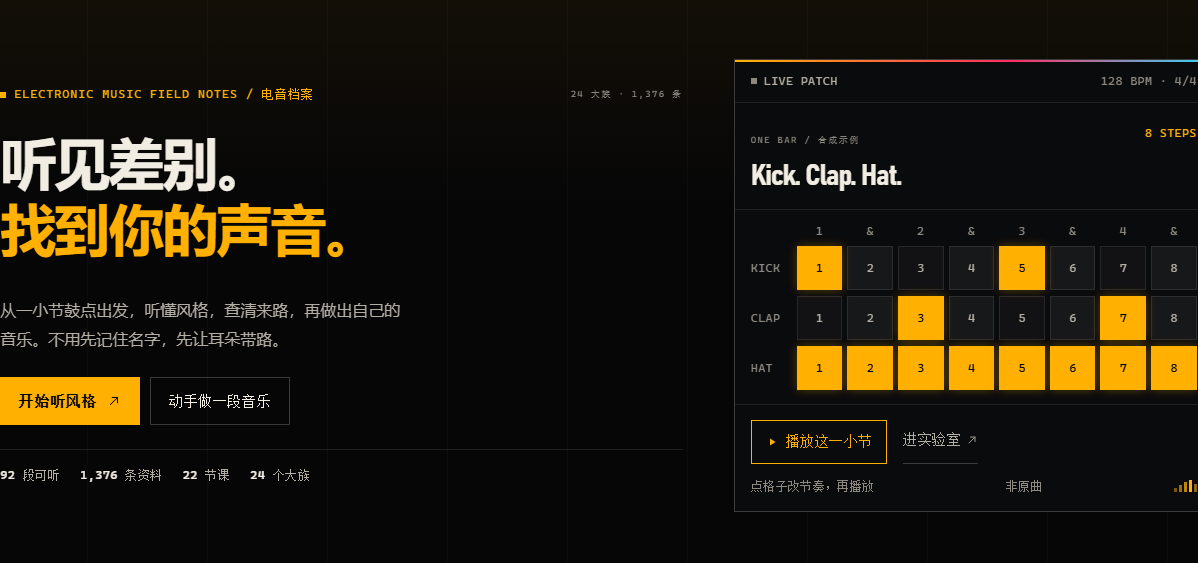 ELECTRONIC MUSIC FIELD NOTES / 电音档案
24 大族 · 1,376 条
听见差别。
找到你的声音。
从一小节鼓点出发，听懂风格，查清来路，再做出自己的
音乐。不用先记住名字，先让耳朵带路。
开始听风格 ↗
动手做一段音乐
92 段可听 1,376 条资料 22 节课 24 个大族
LIVE PATCH
128 BPM · 4/4
ONE BAR / 合成示例
8 STEPS
Kick. Clap. Hat.
1 & 2 & 3 & 4 &
KICK 1 2 3 4 5 6 7 8
CLAP 1 2 3 4 5 6 7 8
HAT 1 2 3 4 5 6 7 8
播放这一小节
进实验室 ↗
点格子改节奏，再播放
非原曲